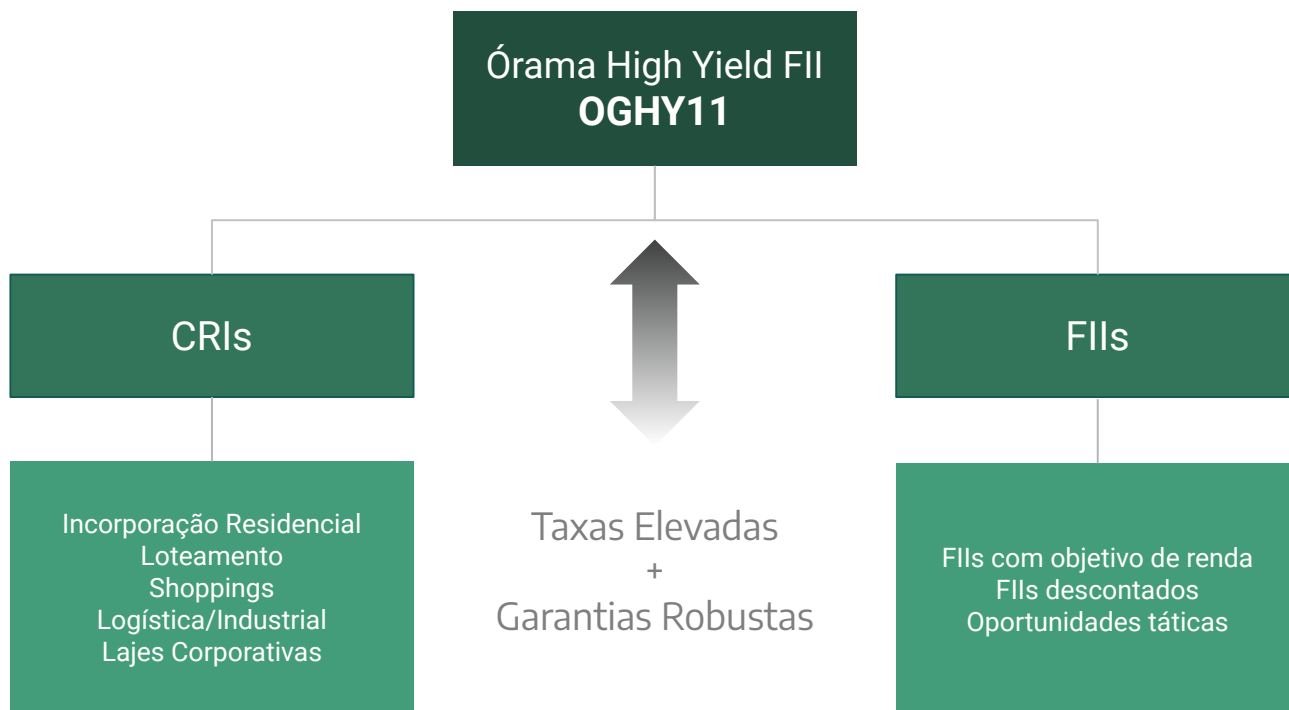 Órama High Yield FII
OGHY11
CRIs
FIIs
Incorporação Residencial
Loteamento
Shoppings
Logística/Industrial
Lajes Corporativas
Taxas Elevadas
+
Garantias Robustas
FIIs com objetivo de renda
FIIs descontados
Oportunidades táticas